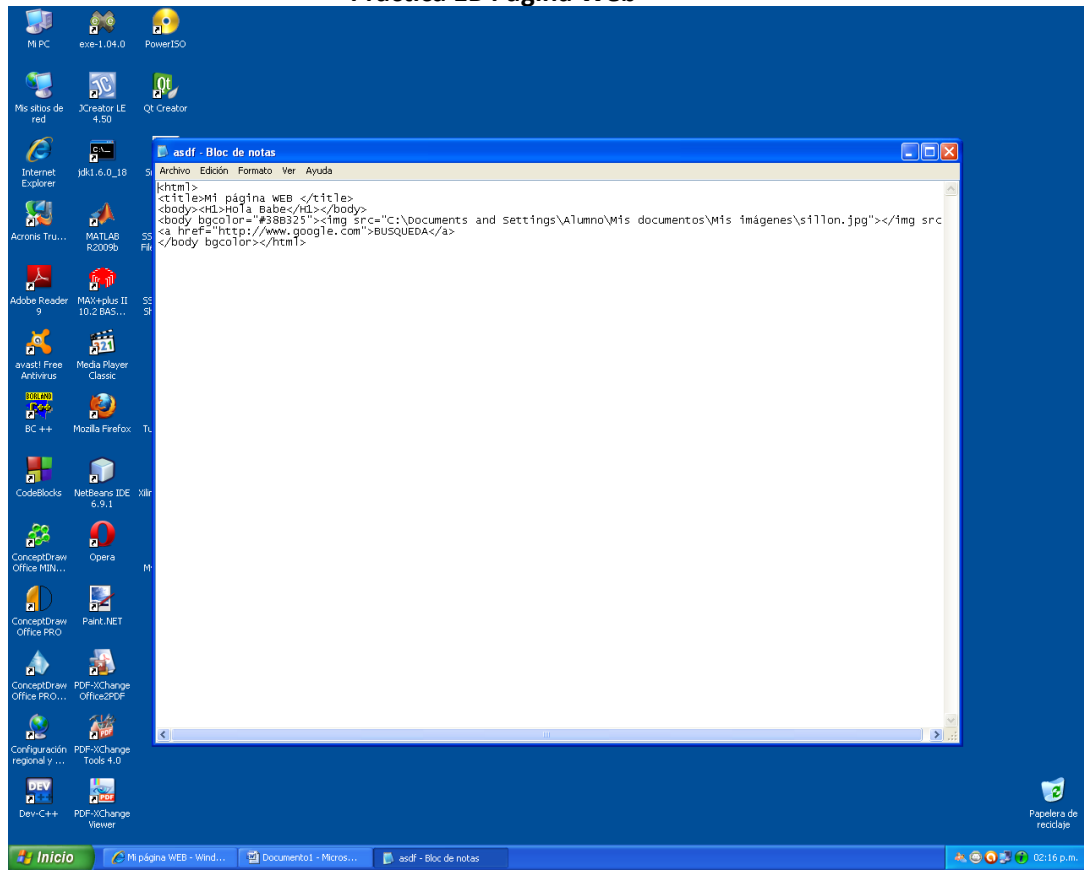 Mi PC
exe-1.04.0
PowerISO
Mis sitios de
red
JCreator LE
4.50
Qt Creator
Internet
Explorer
jdk1.6.0_18
Acronis Tru...
MATLAB
R2009b
Adobe Reader
9
MAX+plus II
10.2 BAS...
avast! Free
Antivirus
Media Player
Classic
BORLAND
BC ++
Mozilla Firefox
CodeBlocks
NetBeans IDE
6.9.1
ConceptDraw
Office MIN...
Opera
ConceptDraw
Office PRO
Paint.NET
ConceptDraw
Office PRO...
PDF-XChange
Office2PDF
Configuración
regional y ...
PDF-XChange
Tools 4.0
DEV
Dev-C++
PDF-XChange
Viewer
asdf - Bloc de notas
Archivo Edición Formato Ver Ayuda
<html>
<title>Mi página WEB </title>
<body><H1>Hola Babe</H1></body>
<body bgcolor="#38B325"><img src="C:\Documents and Settings\Alumno\Mis documentos\Mis imágenes\sillon.jpg"></img src
<a href="http://www.google.com">BUSQUEDA</a>
</body bgcolor></html>
Papelera de
reciclaje
Inicio
Mi página WEB - Wind...
Documento1 - Micros...
asdf - Bloc de notas
02:16 p.m.